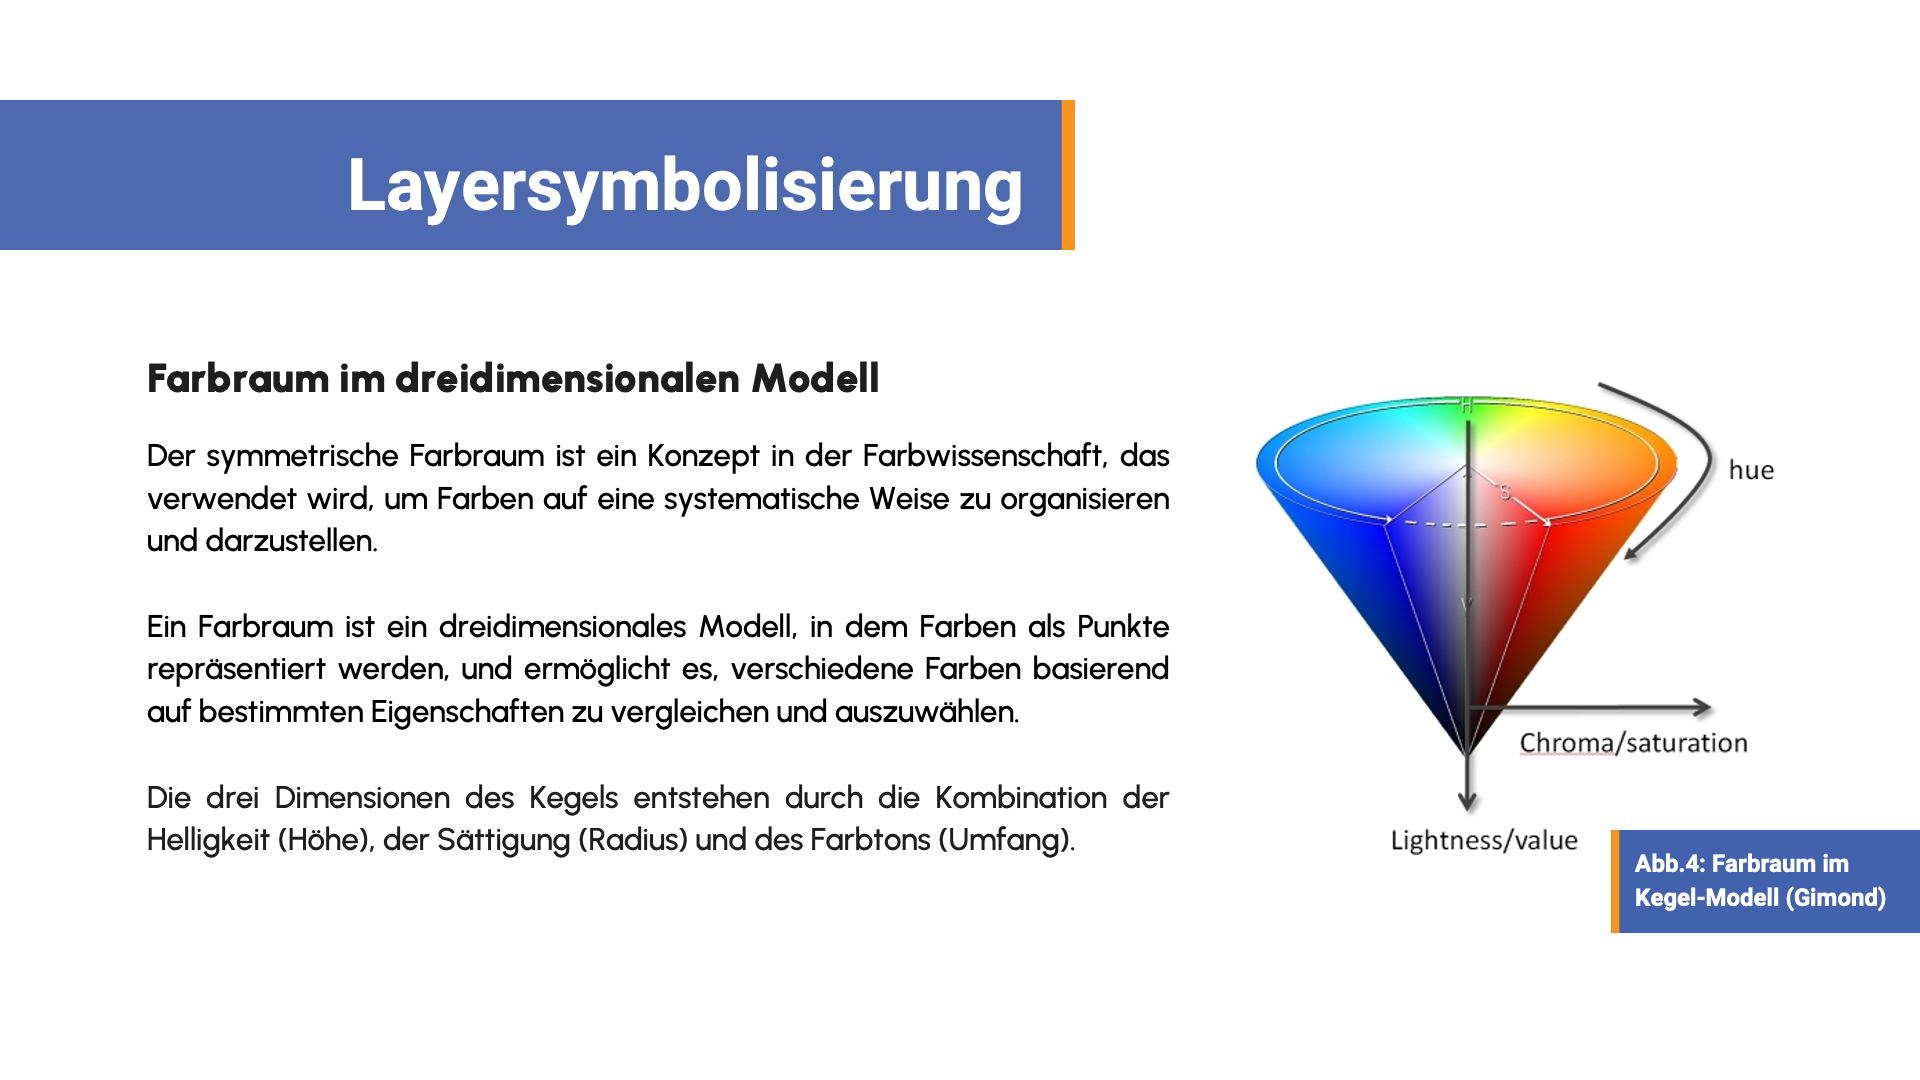 Layersymbolisierung
Farbraum im dreidimensionalen Modell
Der symmetrische Farbraum ist ein Konzept in der Farbwissenschaft, das
verwendet wird, um Farben auf eine systematische Weise zu organisieren
und darzustellen.
Ein Farbraum ist ein dreidimensionales Modell, in dem Farben als Punkte
repräsentiert werden, und ermöglicht es, verschiedene Farben basierend
auf bestimmten Eigenschaften zu vergleichen und auszuwählen.
Die drei Dimensionen des Kegels entstehen durch die Kombination der
Helligkeit (Höhe), der Sättigung (Radius) und des Farbtons (Umfang).
H
S
V
hue
Chroma/saturation
Lightness/value
Abb.4: Farbraum im
Kegel-Modell (Gimond)